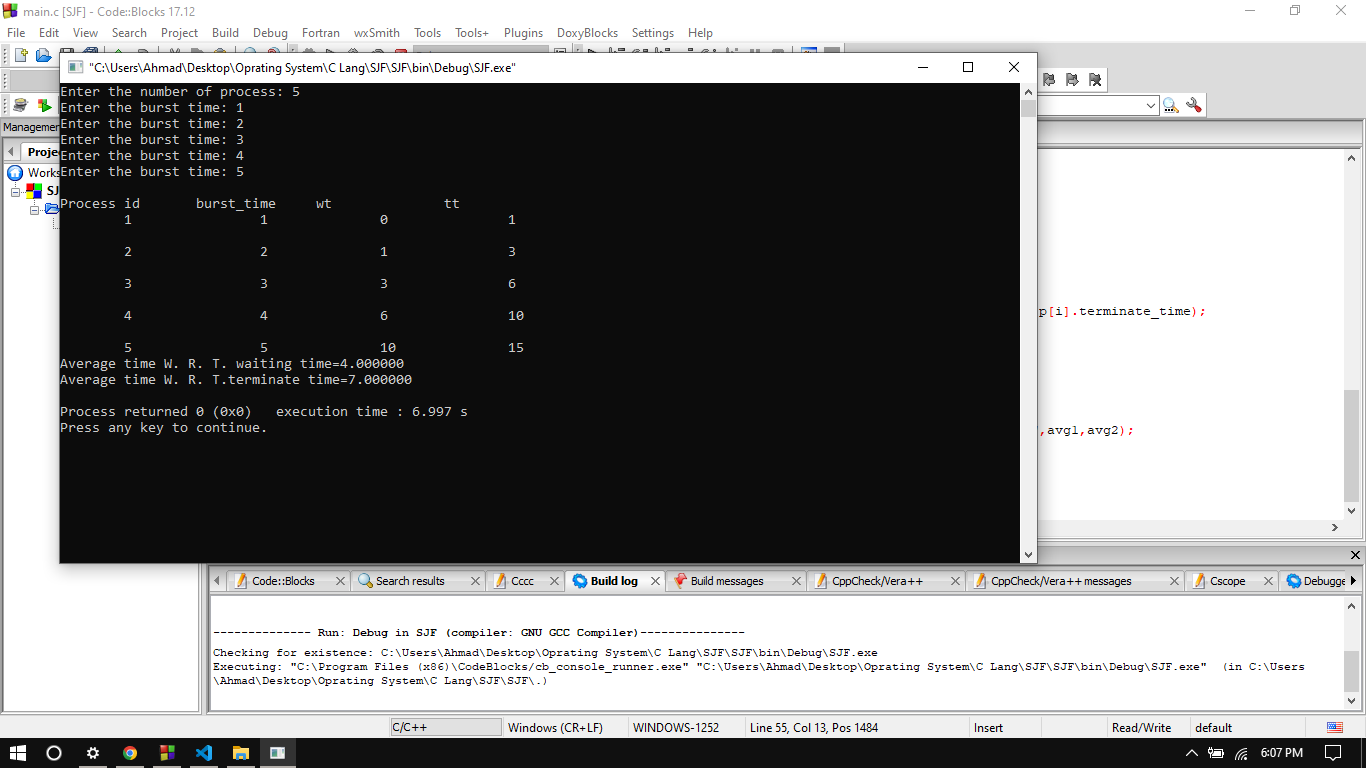 main.c [SJF] - Code::Blocks 17.12
File Edit View Search Project Build Debug Fortran wxSmith Tools Tools+ Plugins DoxyBlocks Settings Help
"C:\Users\Ahmad\Desktop\Oprating System\C Lang\SJF\SJF\bin\Debug\SJF.exe"
Enter the number of process: 5
Enter the burst time: 1
Enter the burst time: 2
Enter the burst time: 3
Enter the burst time: 4
Enter the burst time: 5
Process id burst_time wt tt
1 1 0 1
2 2 1 3
3 3 3 6
4 4 6 10
5 5 10 15
Average time W. R. T. waiting time=4.000000
Average time W. R. T.terminate time=7.000000
Process returned 0 (0x0) execution time : 6.997 s
Press any key to continue.
Managemen
Proje
Works
SJ
p[i].terminate_time);
,avg1,avg2);
Code::Blocks Search results Cccc Build log Build messages CppCheck/Vera++ CppCheck/Vera++ messages Cscope Debugge
-------------- Run: Debug in SJF (compiler: GNU GCC Compiler)---------------
Checking for existence: C:\Users\Ahmad\Desktop\Oprating System\C Lang\SJF\SJF\bin\Debug\SJF.exe
Executing: "C:\Program Files (x86)\CodeBlocks/cb_console_runner.exe" "C:\Users\Ahmad\Desktop\Oprating System\C Lang\SJF\SJF\bin\Debug\SJF.exe" (in C:\Users
\Ahmad\Desktop\Oprating System\C Lang\SJF\SJF\.)
C/C++ Windows (CR+LF) WINDOWS-1252 Line 55, Col 13, Pos 1484 Insert Read/Write default
6:07 PM